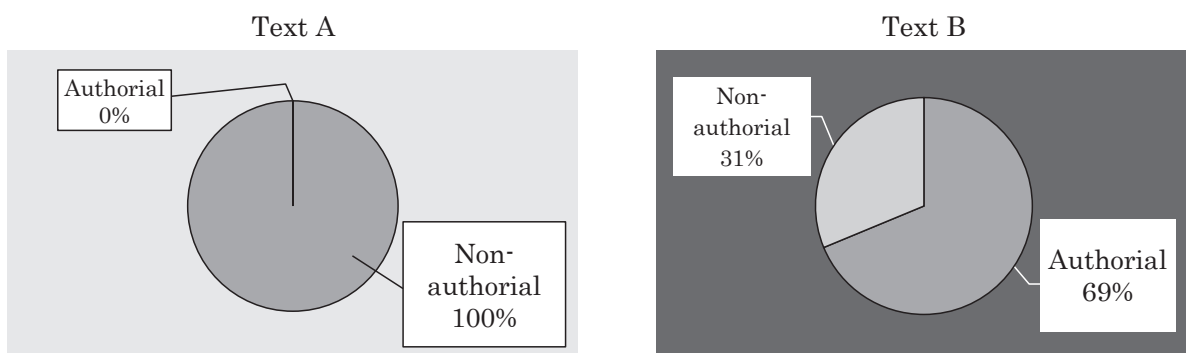 Text A
Authorial
0%
Non-
authorial
100%
Text B
Non-
authorial
31%
Authorial
69%